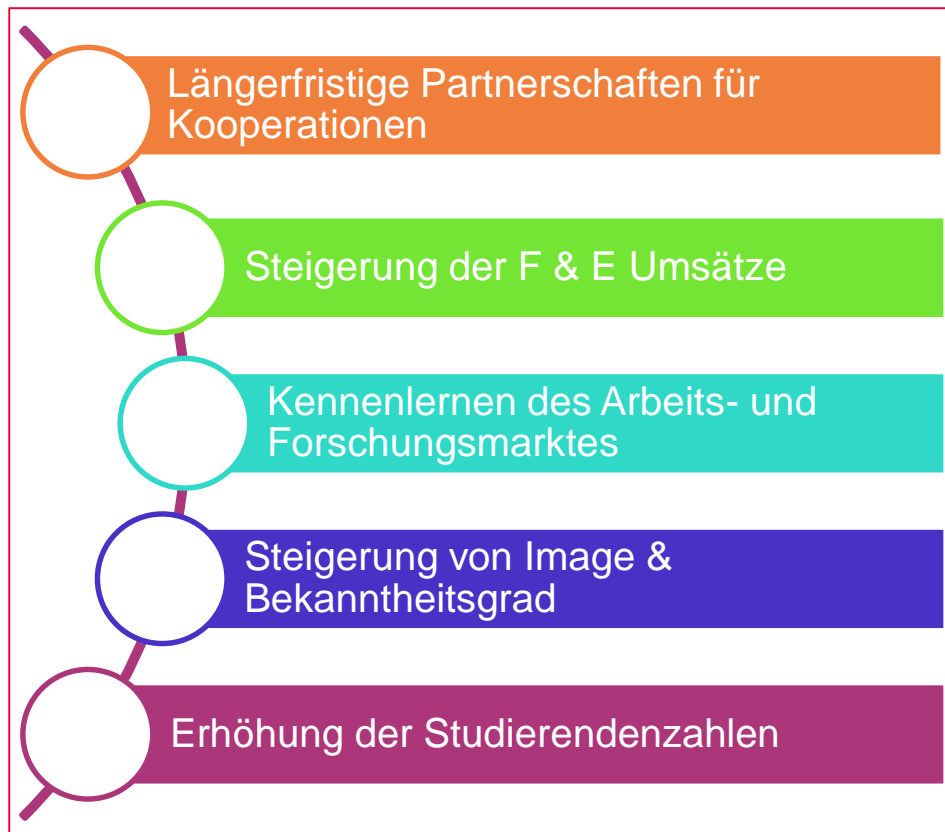 Längerfristige Partnerschaften für
Kooperationen
Steigerung der F & E Umsätze
Kennenlernen des Arbeits- und
Forschungsmarktes
Steigerung von Image &
Bekanntheitsgrad
Erhöhung der Studierendenzahlen